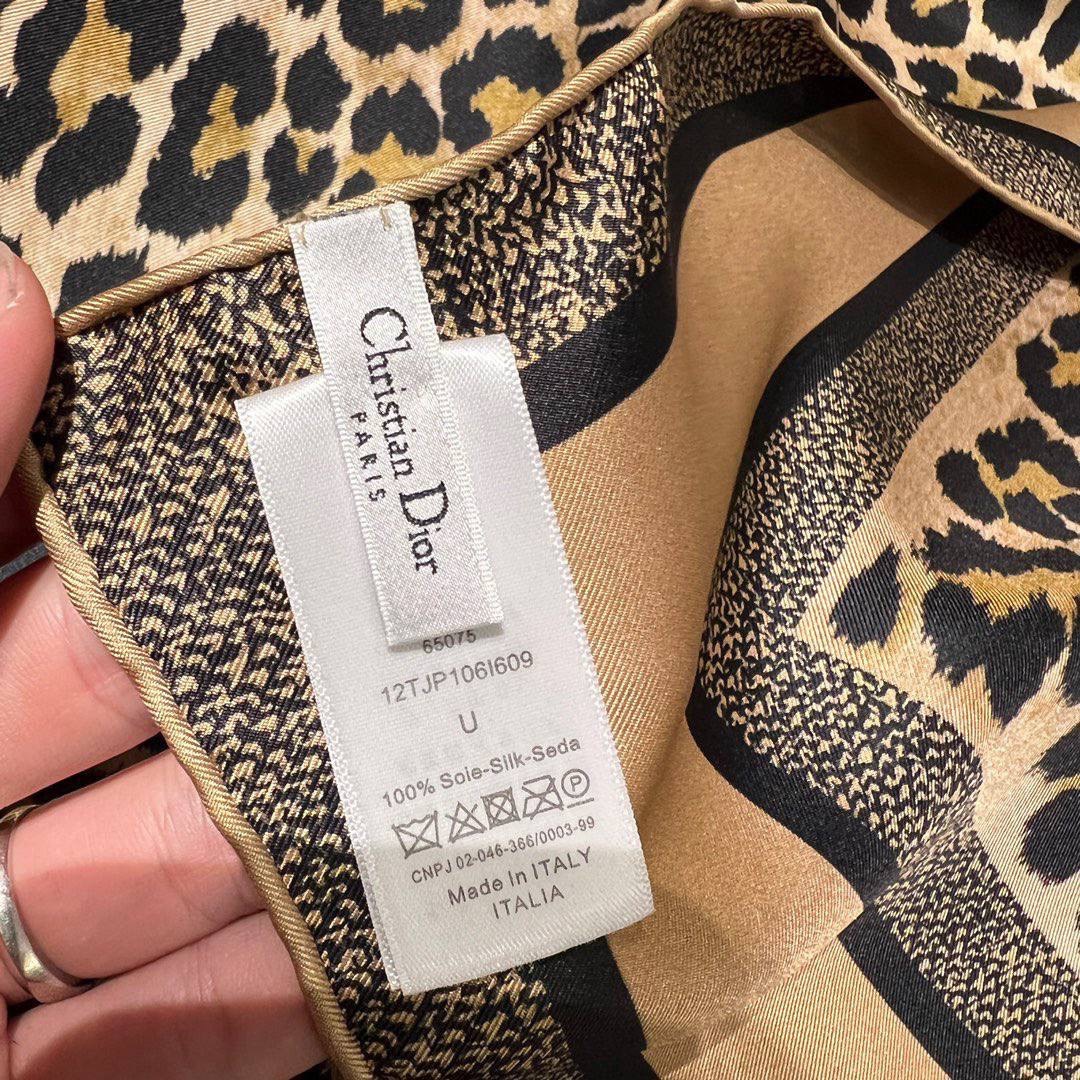 Christian Dior
PARIS
65075
12TJP106I609
U
100% Soie-Silk-Seda
P
CNPJ 02-046-366/0003-99
Made In ITALY
ITALIA